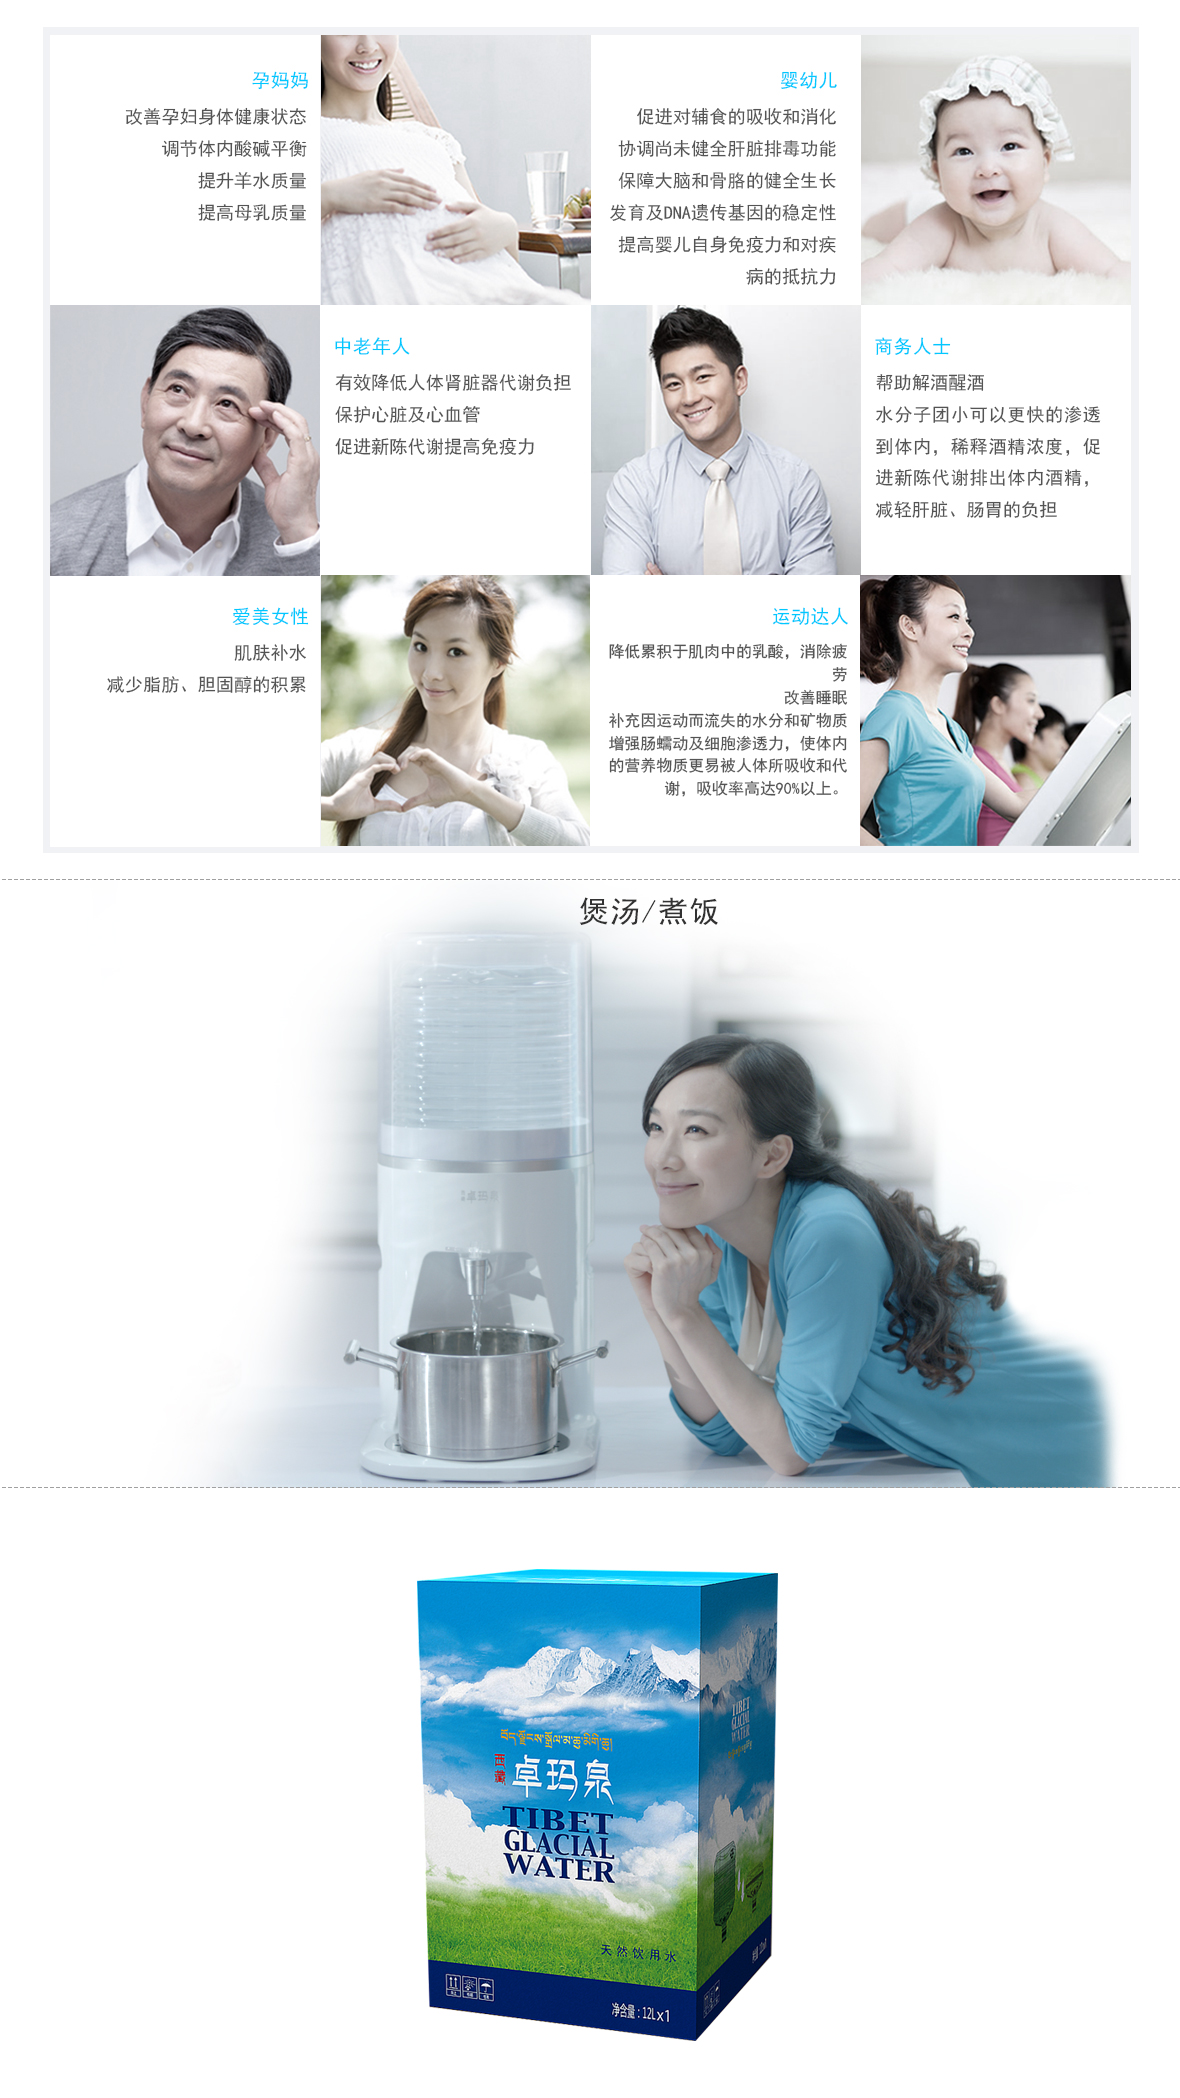 孕妈妈
改善孕妇身体健康状态
调节体内酸碱平衡
提升羊水质量
提高母乳质量
婴幼儿
促进对辅食的吸收和消化
协调尚未健全肝脏排毒功能
保障大脑和骨胳的健全生长
发育及DNA遗传基因的稳定性
提高婴儿自身免疫力和对疾
病的抵抗力
中老年人
有效降低人体肾脏器代谢负担
保护心脏及心血管
促进新陈代谢提高免疫力
商务人士
帮助解酒醒酒
水分子团小可以更快的渗透
到体内，稀释酒精浓度，促
进新陈代谢排出体内酒精，
减轻肝脏、肠胃的负担
爱美女性
肌肤补水
减少脂肪、胆固醇的积累
运动达人
降低累积于肌肉中的乳酸，消除疲
劳
改善睡眠
补充因运动而流失的水分和矿物质
增强肠蠕动及细胞渗透力，使体内
的营养物质更易被人体所吸收和代
谢，吸收率高达90%以上。
煲汤/煮饭
卓玛泉
བོད་ལྗོངས་སྒྲོལ་མ་ཆུ་མིག་ཆུ།
西藏
卓玛泉
TIBET
GLACIAL
WATER
天然饮用水
净含量：12Lx1
TIBET
GLACIAL
WATER